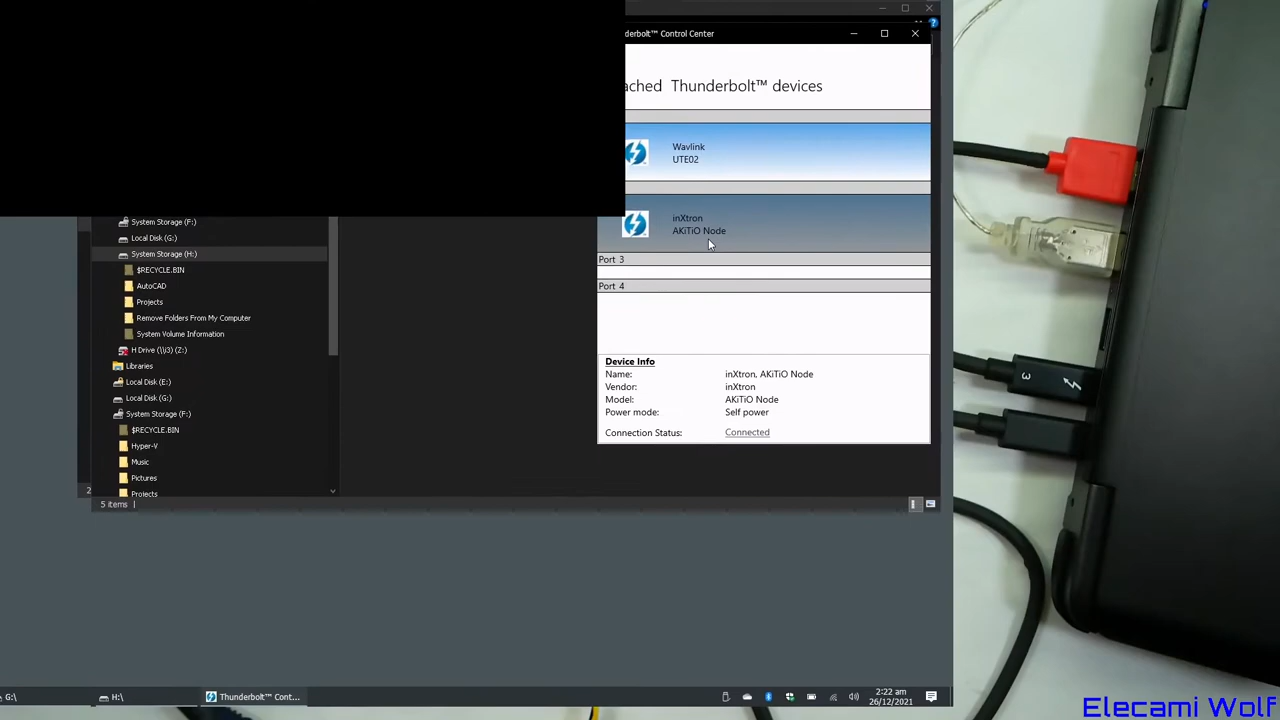 derbolt™ Control Center
ached Thunderbolt™ devices
Wavlink
UTE02
inXtron
AKiTiO Node
Port 3
Port 4
Device Info
Name: inXtron, AKiTiO Node
Vendor: inXtron
Model: AKiTiO Node
Power mode: Self power
Connection Status: Connected
System Storage (F:)
Local Disk (G:)
System Storage (H:)
$RECYCLE.BIN
AutoCAD
Projects
Remove Folders From My Computer
System Volume Information
H Drive (\\i3) (Z:)
Libraries
Local Disk (E:)
Local Disk (G:)
System Storage (F:)
$RECYCLE.BIN
Hyper-V
Music
Pictures
Projects
2
5 items
G:\
H:\
Thunderbolt™ Cont...
2:22 am
26/12/2021
3
Elecami Wolf